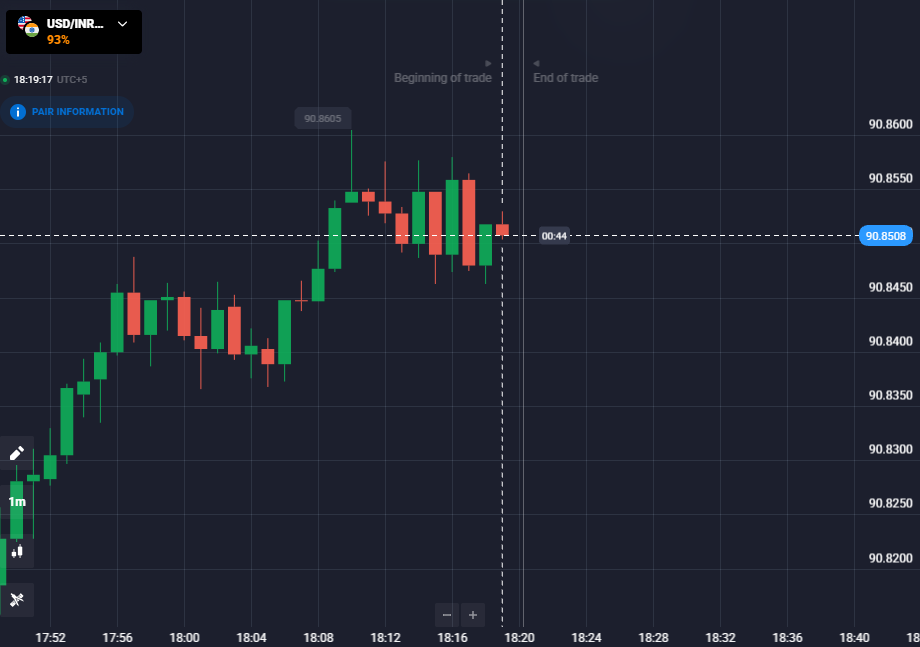 USD/INR...
93%
18:19:17 UTC+5
PAIR INFORMATION
Beginning of trade
End of trade
90.8605
90.8600
90.8550
90.8508
00:44
90.8450
90.8400
90.8350
90.8300
90.8250
90.8200
1m
17:52 17:56 18:00 18:04 18:08 18:12 18:16 18:20 18:24 18:28 18:32 18:36 18:40 18